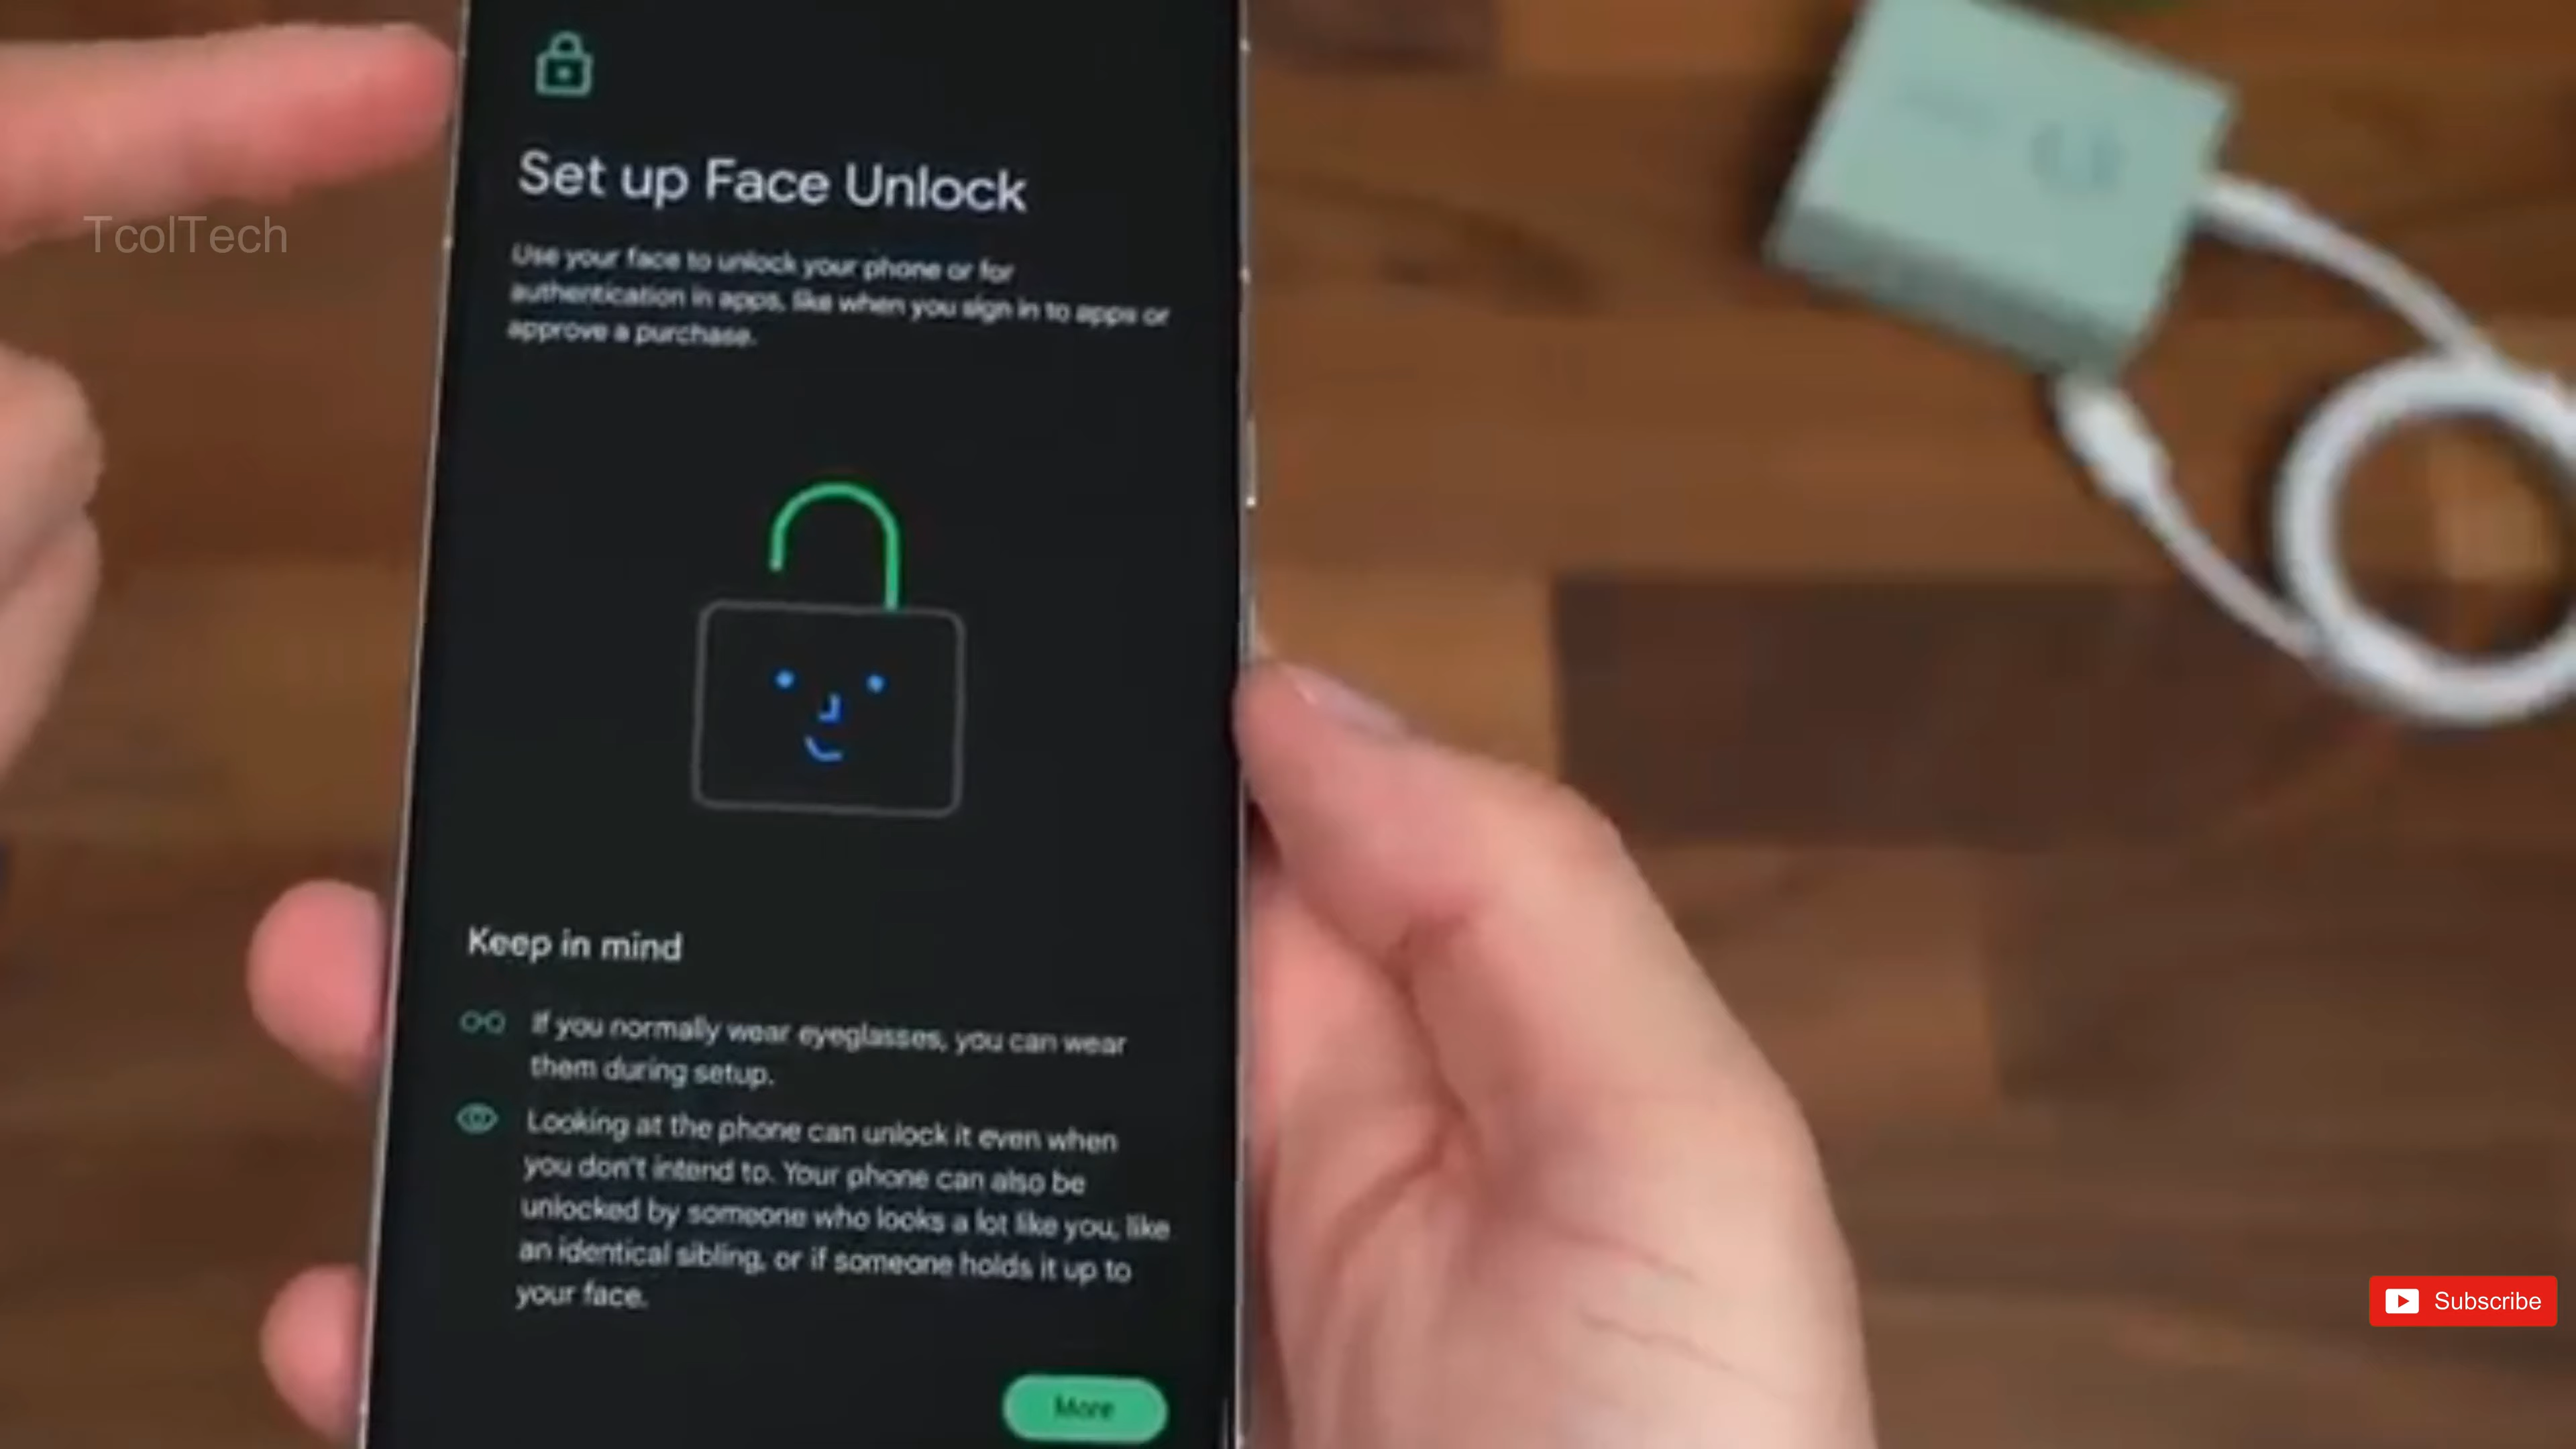 Set up Face Unlock
TcolTech
Use your face to unlock your phone or for
authentication in apps, like when you sign in to apps or
approve a purchase.
Keep in mind
If you normally wear eyeglasses, you can wear
them during setup.
Looking at the phone can unlock it even when
you don't intend to. Your phone can also be
unlocked by someone who looks a lot like you, like
an identical sibling, or if someone holds it up to
your face.
Subscribe
More